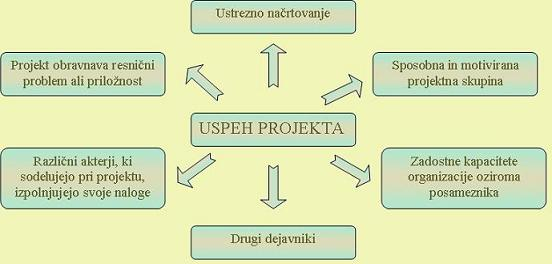 Ustrezno načrtovanje
Projekt obravnava resnični
problem ali priložnost
Sposobna in motivirana
projektna skupina
USPEH PROJEKTA
Različni akterji, ki
sodelujejo pri projektu,
izpolnjujejo svoje naloge
Zadostne kapacitete
organizacije oziroma
posameznika
Drugi dejavniki